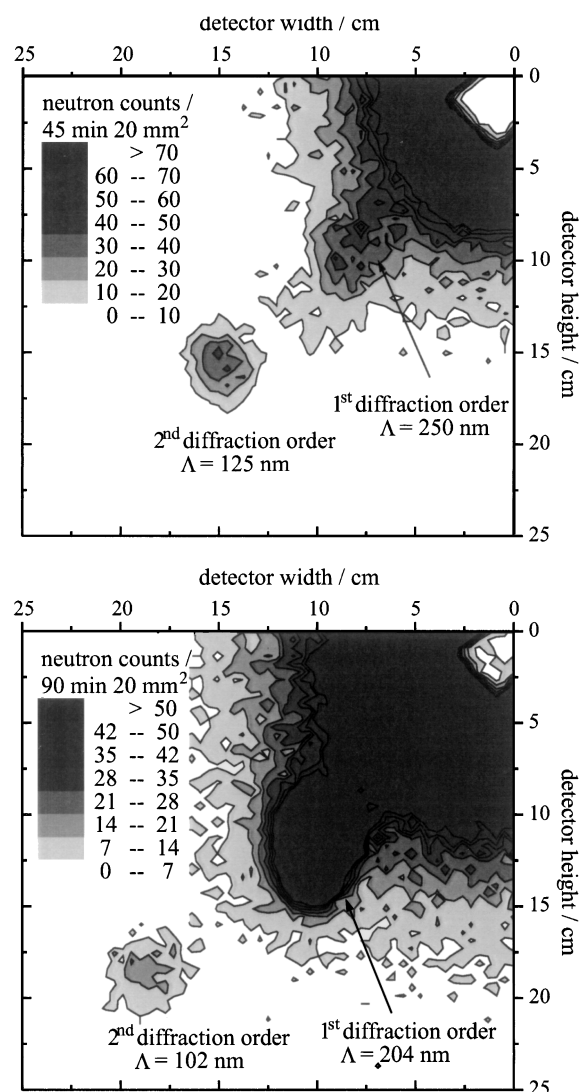 detector width / cm
25 20 15 10 5 0
neutron counts /
45 min 20 mm²
> 70
60 -- 70
50 -- 60
40 -- 50
30 -- 40
20 -- 30
10 -- 20
0 -- 10
0
5
10
15
20
25
detector height / cm
1st diffraction order
Λ = 250 nm
2nd diffraction order
Λ = 125 nm
detector width / cm
25 20 15 10 5 0
neutron counts /
90 min 20 mm²
> 50
42 -- 50
35 -- 42
28 -- 35
21 -- 28
14 -- 21
7 -- 14
0 -- 7
0
5
10
15
20
25
detector height / cm
1st diffraction order
Λ = 204 nm
2nd diffraction order
Λ = 102 nm